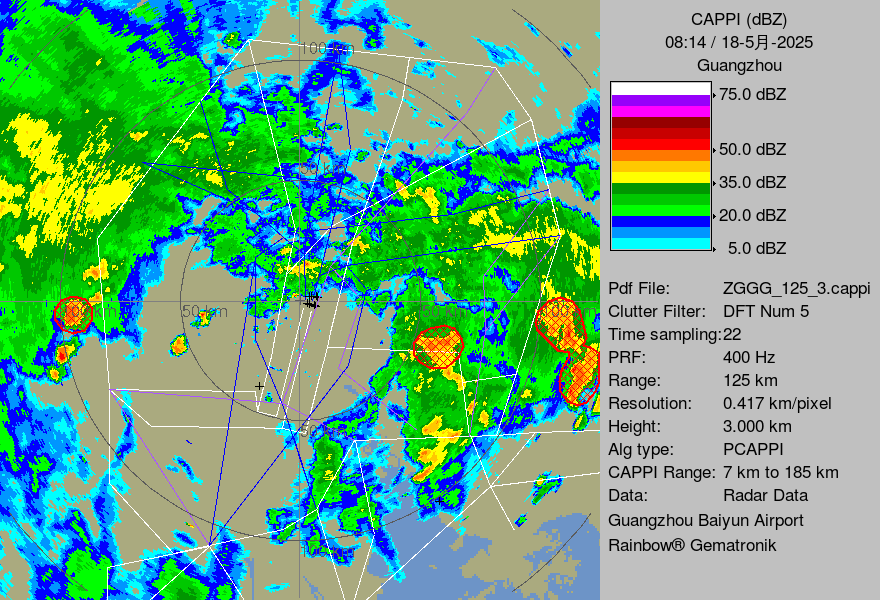 CAPPI (dBZ)
08:14 / 18-5月-2025
Guangzhou
75.0 dBZ
50.0 dBZ
35.0 dBZ
20.0 dBZ
5.0 dBZ
Pdf File: ZGGG_125_3.cappi
Clutter Filter: DFT Num 5
Time sampling:22
PRF: 400 Hz
Range: 125 km
Resolution: 0.417 km/pixel
Height: 3.000 km
Alg type: PCAPPI
CAPPI Range: 7 km to 185 km
Data: Radar Data
Guangzhou Baiyun Airport
Rainbow® Gematronik
100 km
50 km
100 km
50 km
50 km
100
50 km